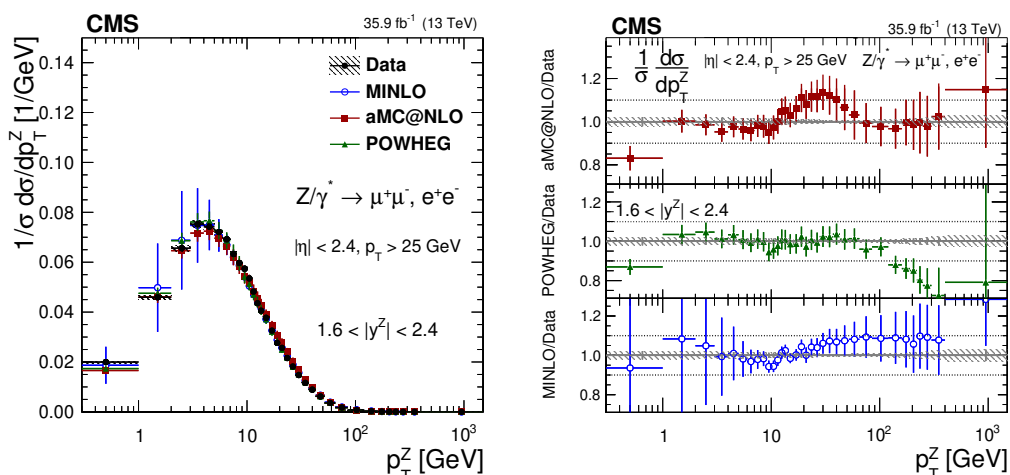 CMS
35.9 fb⁻¹ (13 TeV)
1/σ dσ/dp_T^Z [1/GeV]
0.14
0.12
0.10
0.08
0.06
0.04
0.02
0.00
Data
MINLO
aMC@NLO
POWHEG
Z/γ* → μ⁺μ⁻, e⁺e⁻
|η| < 2.4, p_T > 25 GeV
1.6 < |y^Z| < 2.4
1 10 10² 10³
p_T^Z [GeV]
CMS
35.9 fb⁻¹ (13 TeV)
1/σ dσ/dp_T^Z |η| < 2.4, p_T > 25 GeV Z/γ* → μ⁺μ⁻, e⁺e⁻
aMC@NLO/Data
1.2
1.0
0.8
1.6 < |y^Z| < 2.4
POWHEG/Data
1.2
1.0
0.8
MINLO/Data
1.2
1.0
0.8
1 10 10² 10³
p_T^Z [GeV]